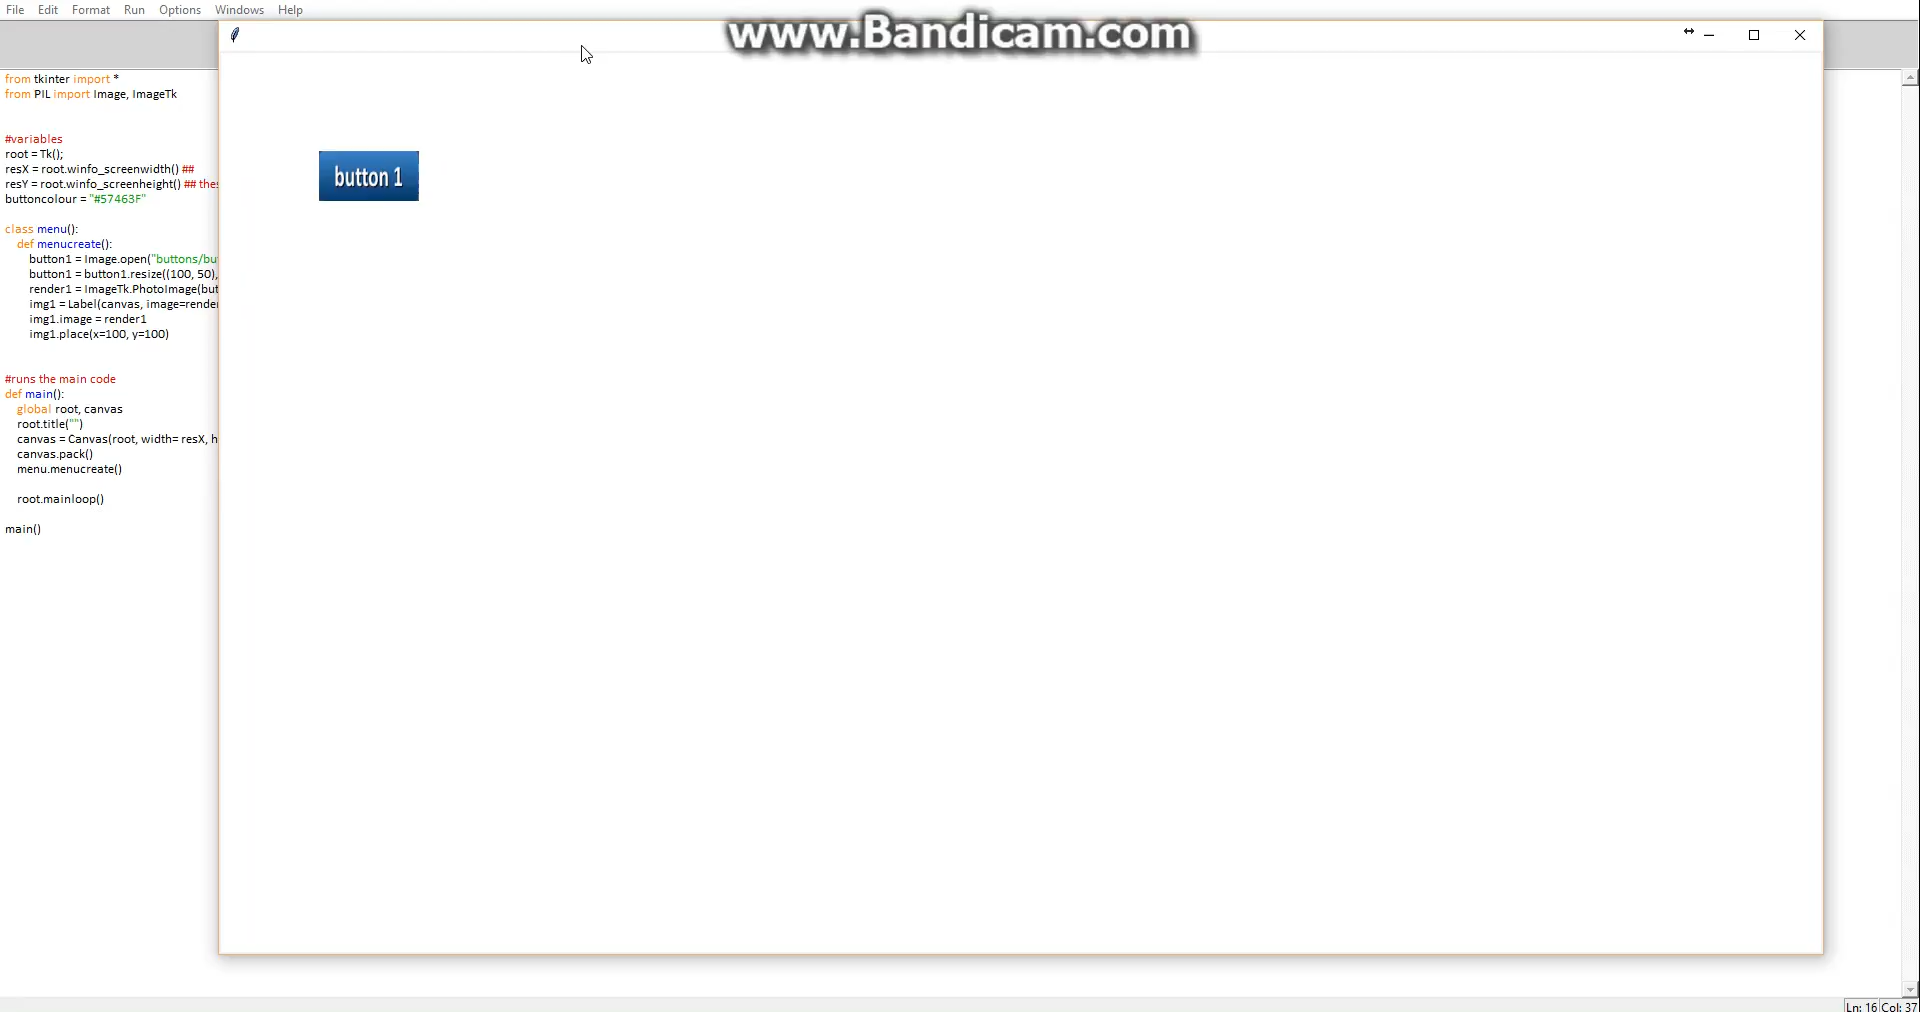 File Edit Format Run Options Windows Help
www.Bandicam.com
from tkinter import *
from PIL import Image, ImageTk
#variables
root = Tk();
resX = root.winfo_screenwidth() ##
resY = root.winfo_screenheight() ## thes
buttoncolour = "#57463F"
class menu():
def menucreate():
button1 = Image.open("buttons/bu
button1 = button1.resize((100, 50),
render1 = ImageTk.PhotoImage(but
img1 = Label(canvas, image=rende
img1.image = render1
img1.place(x=100, y=100)
#runs the main code
def main():
global root, canvas
root.title("")
canvas = Canvas(root, width= resX, h
canvas.pack()
menu.menucreate()
root.mainloop()
main()
button 1
Ln: 16 Col: 37